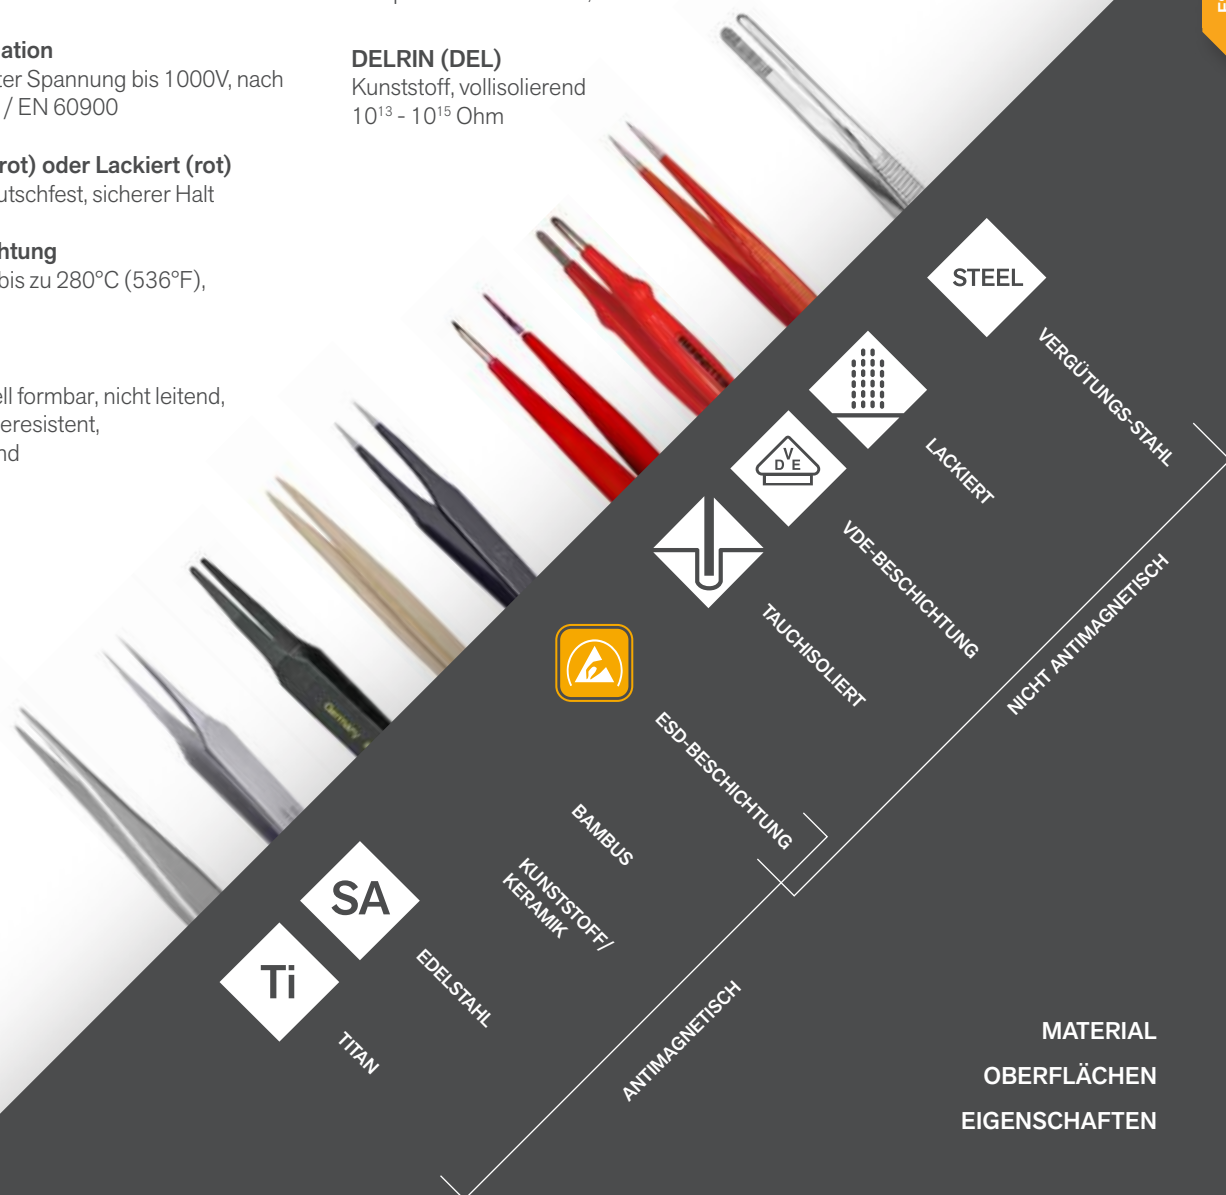 ation
ter Spannung bis 1000V, nach
/ EN 60900
rot) oder Lackiert (rot)
utschfest, sicherer Halt
htung
bis zu 280°C (536°F),
ell formbar, nicht leitend,
eresistent,
nd
DELRIN (DEL)
Kunststoff, vollisolierend
10¹³ - 10¹⁵ Ohm
STEEL
VERGÜTUNGS-STAHL
LACKIERT
V
D E
VDE-BESCHICHTUNG
TAUCHISOLIERT
NICHT ANTIMAGNETISCH
ESD-BESCHICHTUNG
BAMBUS
KUNSTSTOFF/
KERAMIK
SA
EDELSTAHL
Ti
TITAN
ANTIMAGNETISCH
Germany
MATERIAL
OBERFLÄCHEN
EIGENSCHAFTEN